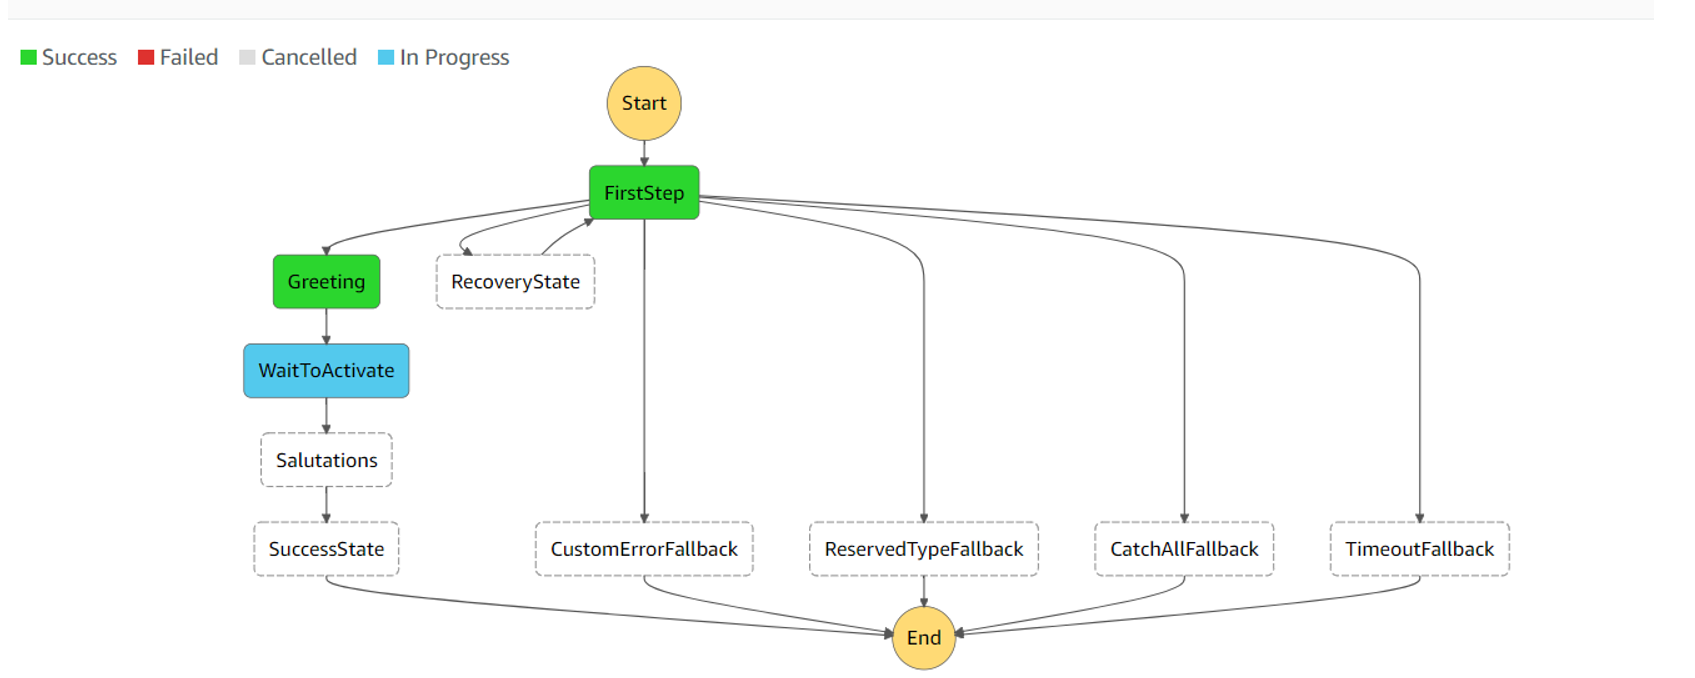 Success Failed Cancelled In Progress
Start
FirstStep
Greeting RecoveryState
WaitToActivate
Salutations
SuccessState CustomErrorFallback ReservedTypeFallback CatchAllFallback TimeoutFallback
End